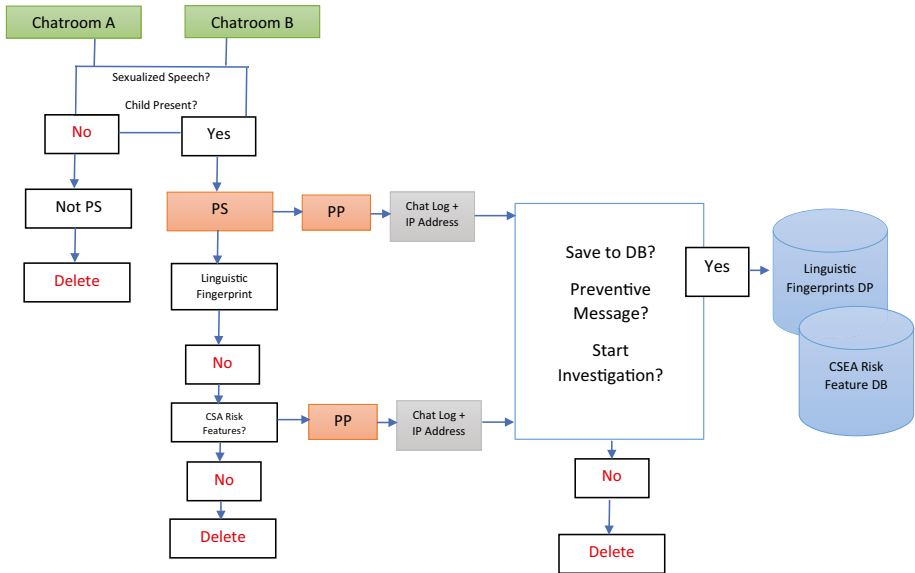 Chatroom A
Chatroom B
Sexualized Speech?
Child Present?
No
Yes
Not PS
PS
PP
Chat Log +
IP Address
Delete
Linguistic
Fingerprint
Save to DB?
Preventive
Message?
Start
Investigation?
Yes
Linguistic
Fingerprints DP
CSEA Risk
Feature DB
No
CSA Risk
Features?
PP
Chat Log +
IP Address
No
Delete
No
Delete